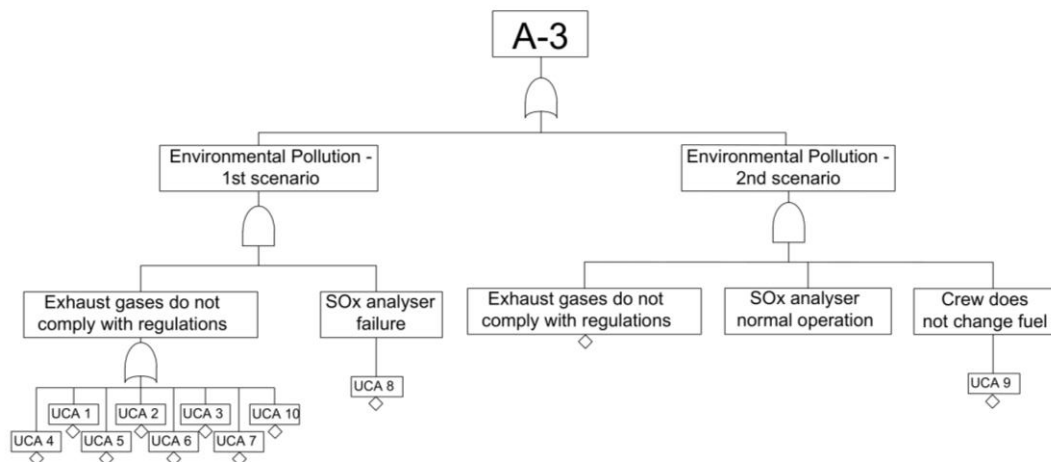 A-3
Environmental Pollution -
1st scenario
Environmental Pollution -
2nd scenario
Exhaust gases do not
comply with regulations
SOx analyser
failure
Exhaust gases do not
comply with regulations
SOx analyser
normal operation
Crew does
not change fuel
UCA 8
UCA 9
UCA 1
UCA 2
UCA 3
UCA 10
UCA 4
UCA 5
UCA 6
UCA 7